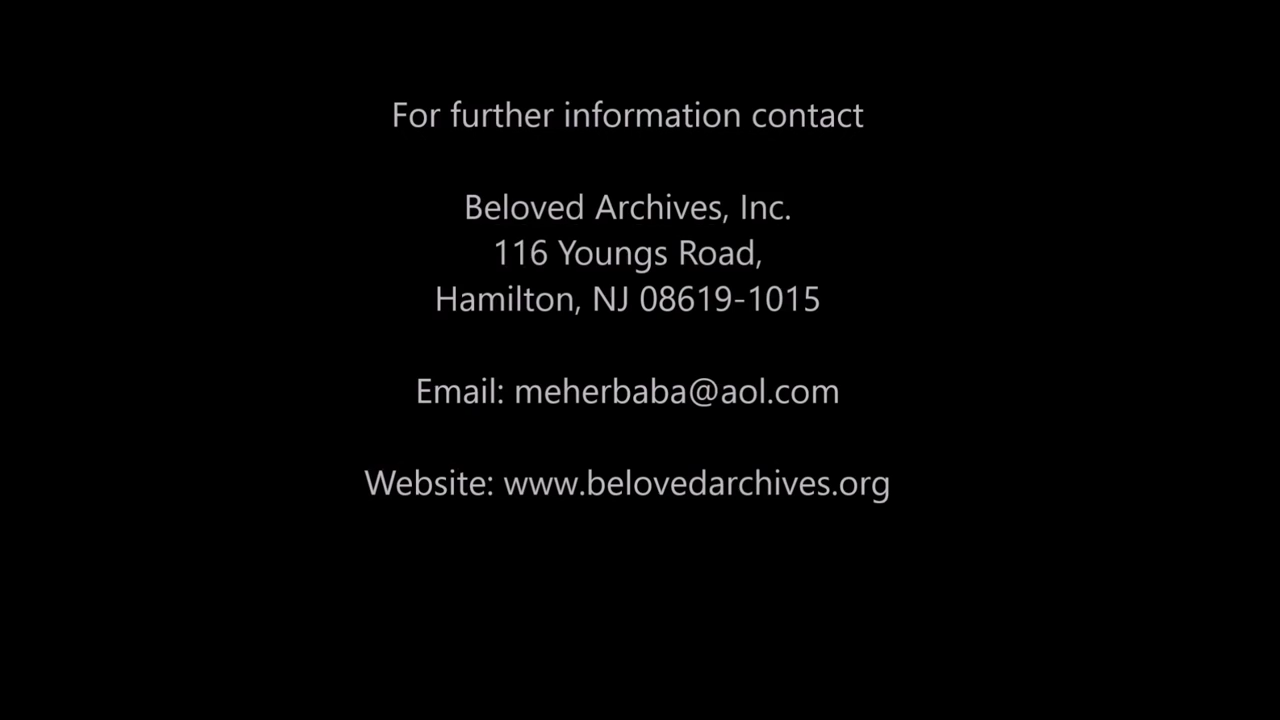 For further information contact
Beloved Archives, Inc.
116 Youngs Road,
Hamilton, NJ 08619-1015
Email: meherbaba@aol.com
Website: www.belovedarchives.org